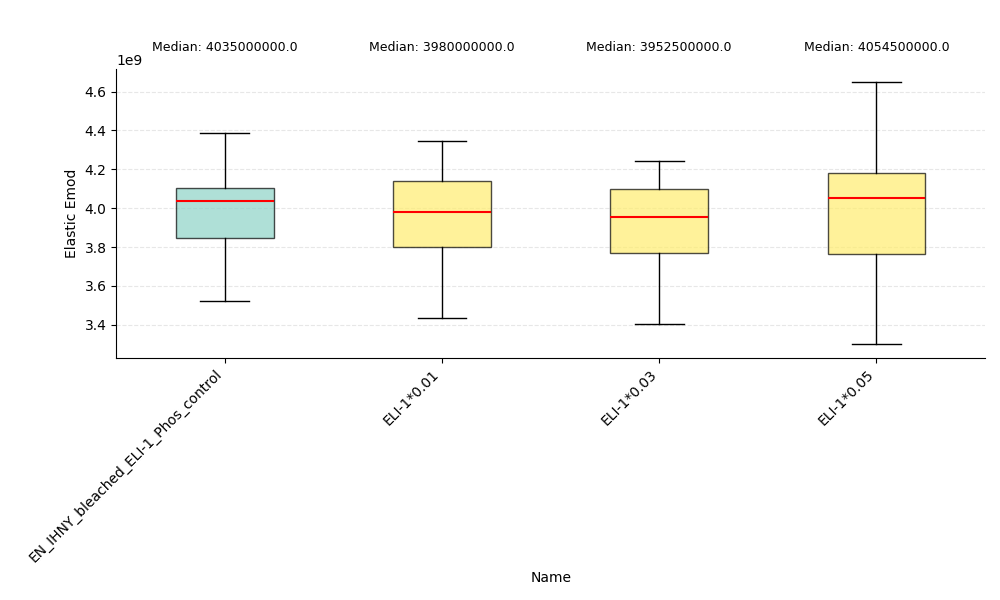 Median: 4035000000.0 Median: 3980000000.0 Median: 3952500000.0 Median: 4054500000.0
1e9
4.6
4.4
4.2
4.0
3.8
3.6
3.4
Elastic Emod
EN_IHNY_bleached_ELI-1_Phos_control
ELI-1*0.01
ELI-1*0.03
ELI-1*0.05
Name